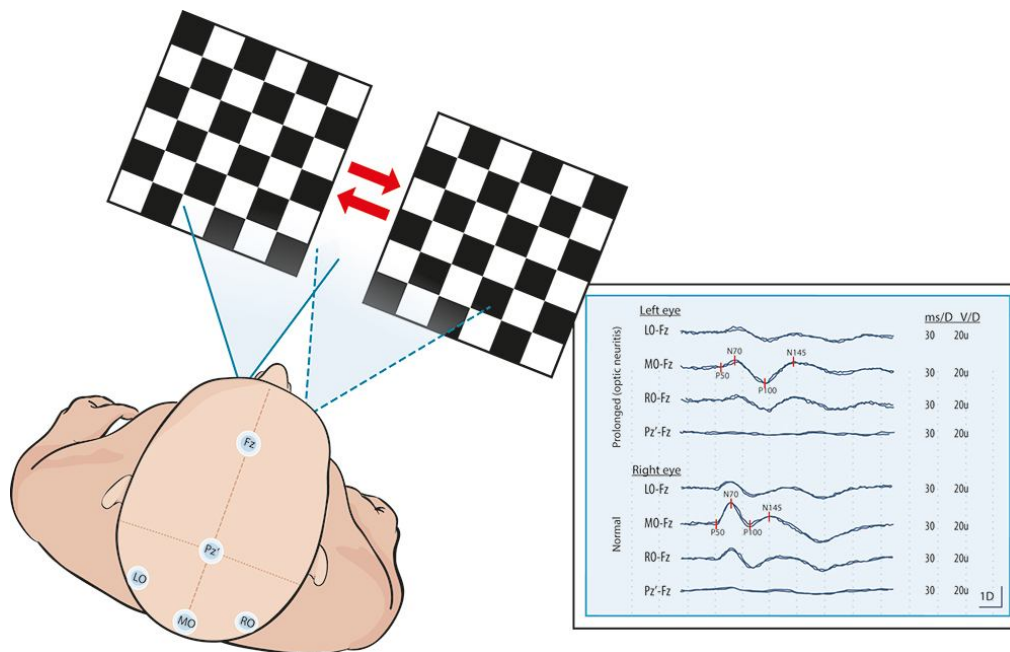 Fz
Pz'
LO
MO
RO
Prolonged (optic neuritis)
Left eye
ms/D V/D
LO-Fz 30 20u
N70 N145
MO-Fz 30 20u
P50
P100
RO-Fz 30 20u
Pz'-Fz 30 20u
Normal
Right eye
LO-Fz 30 20u
N70
N145
MO-Fz 30 20u
P50 P100
RO-Fz 30 20u
Pz'-Fz 30 20u
1D